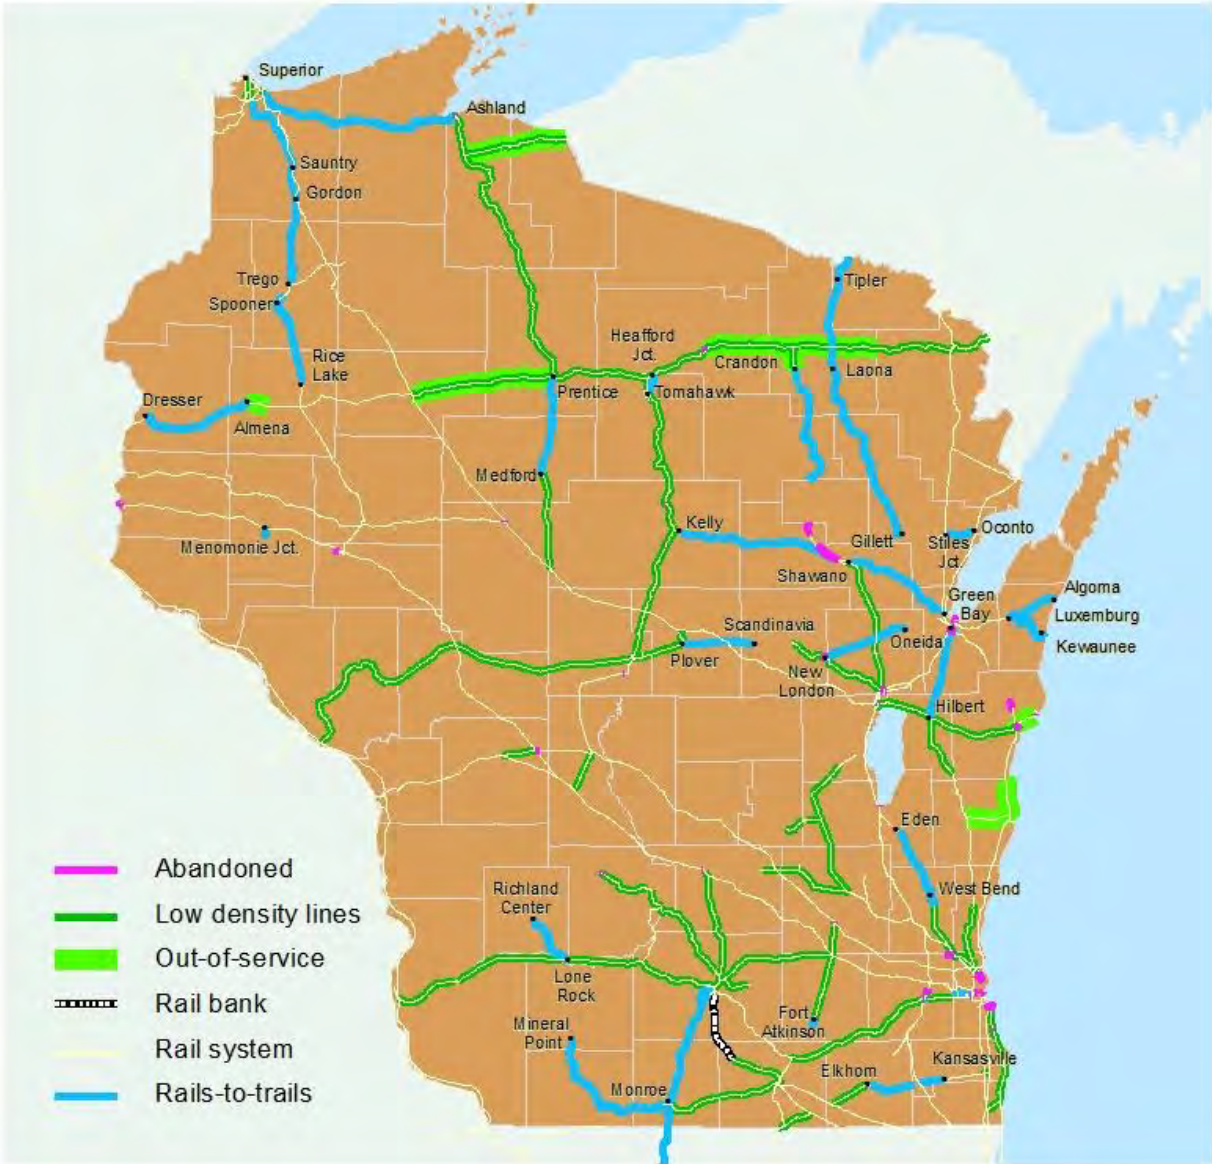 Superior
Ashland
Sauntry
Gordon
Trego
Spooner
Tipler
Heafford
Jct.
Rice
Lake
Crandon
Laona
Prentice
Tomahawk
Dresser
Almena
Medford
Kelly
Gillett
Stiles
Jct.
Oconto
Menomonie Jct.
Shawano
Green
Bay
Algoma
Luxemburg
Kewaunee
Scandinavia
Oneida
Plover
New
London
Hilbert
Eden
West Bend
Richland
Center
Lone
Rock
Mineral
Point
Fort
Atkinson
Monroe
Elkhorn
Kansasville
Abandoned
Low density lines
Out-of-service
Rail bank
Rail system
Rails-to-trails